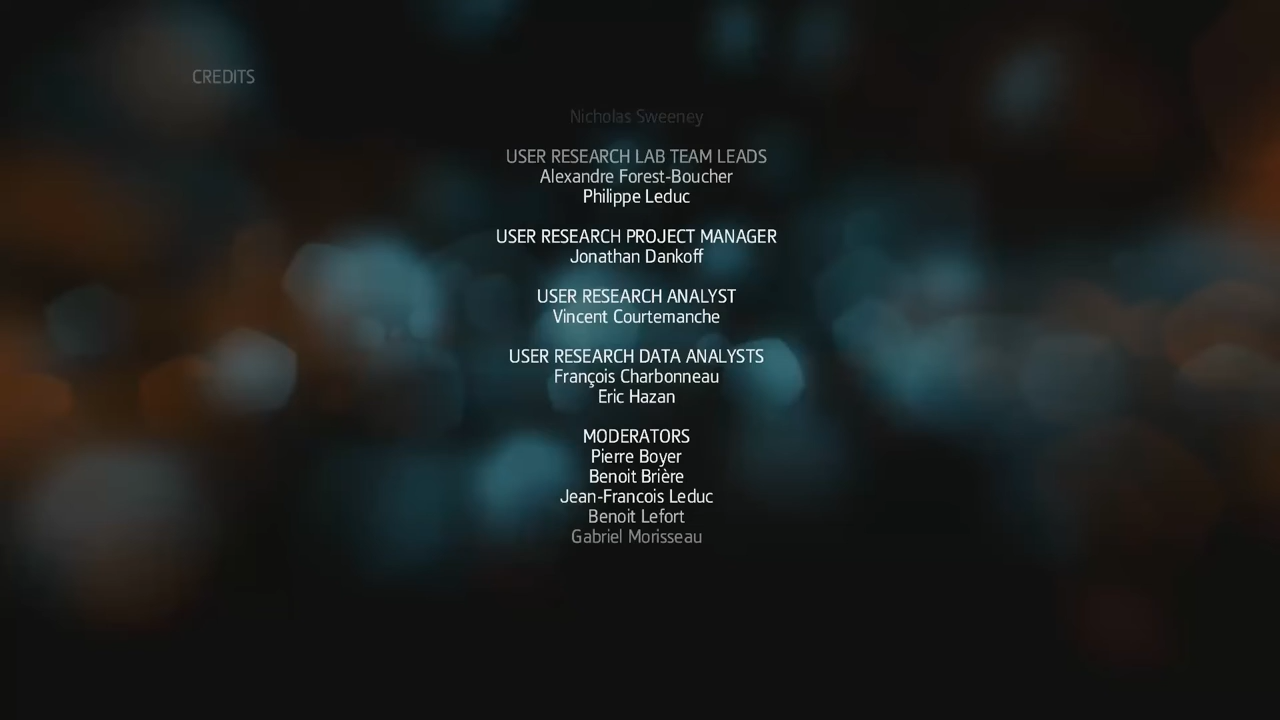 CREDITS
Nicholas Sweeney
USER RESEARCH LAB TEAM LEADS
Alexandre Forest-Boucher
Philippe Leduc
USER RESEARCH PROJECT MANAGER
Jonathan Dankoff
USER RESEARCH ANALYST
Vincent Courtemanche
USER RESEARCH DATA ANALYSTS
François Charbonneau
Eric Hazan
MODERATORS
Pierre Boyer
Benoit Brière
Jean-Francois Leduc
Benoit Lefort
Gabriel Morisseau